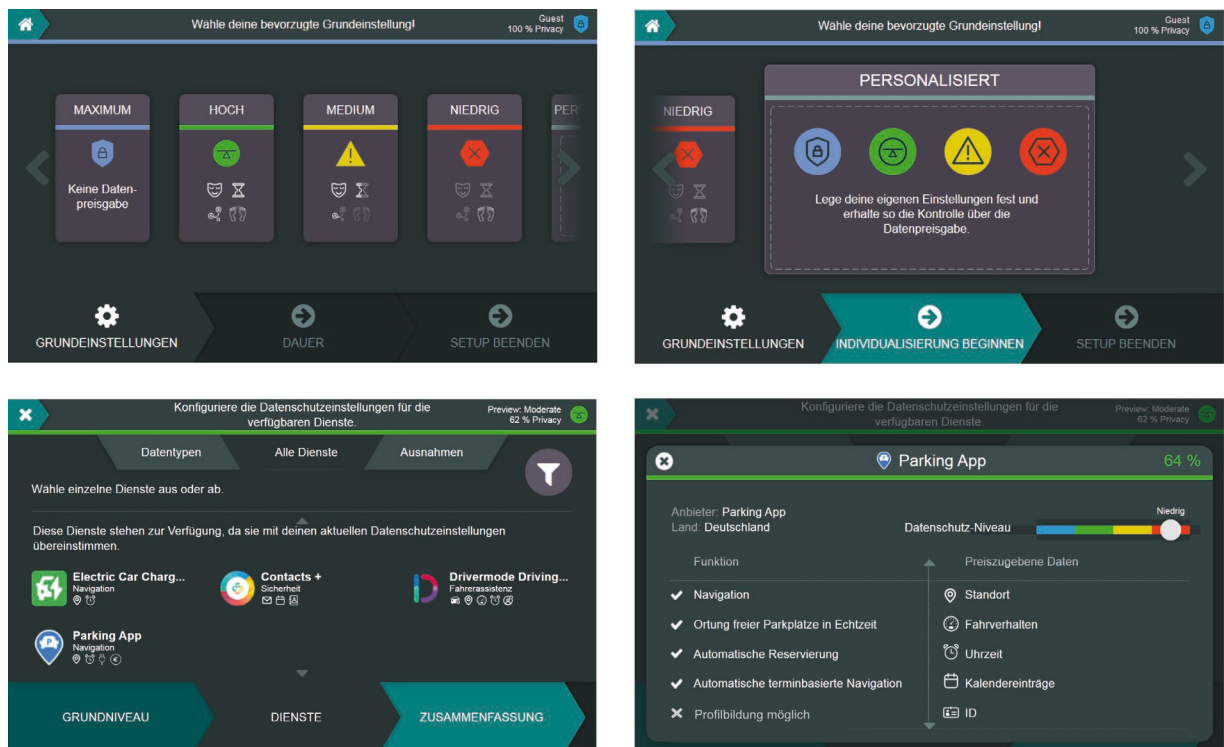 Wähle deine bevorzugte Grundeinstellung!
Guest
100 % Privacy
MAXIMUM
Keine Daten-
preisgabe
HOCH
MEDIUM
NIEDRIG
PER
GRUNDEINSTELLUNGEN
DAUER
SETUP BEENDEN
Wähle deine bevorzugte Grundeinstellung!
Guest
100 % Privacy
NIEDRIG
PERSONALISIERT
Lege deine eigenen Einstellungen fest und
erhalte so die Kontrolle über die
Datenpreisgabe.
GRUNDEINSTELLUNGEN
INDIVIDUALISIERUNG BEGINNEN
SETUP BEENDEN
Konfiguriere die Datenschutzeinstellungen für die
verfügbaren Dienste.
Preview: Moderate
62 % Privacy
Datentypen
Alle Dienste
Ausnahmen
Wähle einzelne Dienste aus oder ab.
Diese Dienste stehen zur Verfügung, da sie mit deinen aktuellen Datenschutzeinstellungen
übereinstimmen.
Electric Car Charg...
Navigation
Contacts +
Sicherheit
Drivermode Driving...
Fahrerassistenz
Parking App
Navigation
GRUNDNIVEAU
DIENSTE
ZUSAMMENFASSUNG
Konfiguriere die Datenschutzeinstellungen für die
verfügbaren Dienste.
Preview: Moderate
62 % Privacy
Parking App
64 %
Anbieter: Parking App
Land: Deutschland
Datenschutz-Niveau
Niedrig
Funktion
Preiszugebene Daten
Navigation
Standort
Ortung freier Parkplätze in Echtzeit
Fahrverhalten
Automatische Reservierung
Uhrzeit
Automatische terminbasierte Navigation
Kalendereinträge
Profilbildung möglich
ID